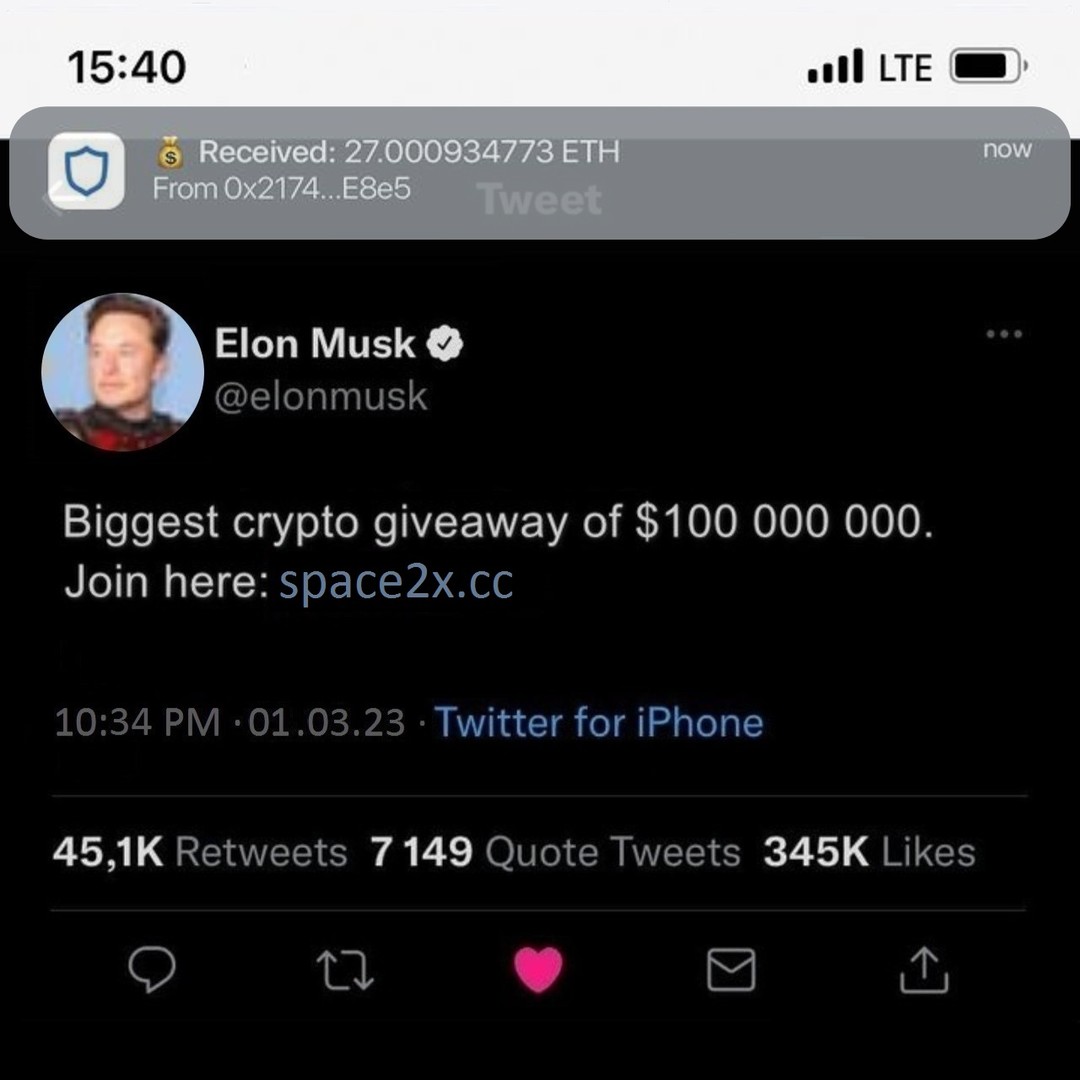 15:40 LTE
💰 Received: 27.000934773 ETH now
From 0x2174...E8e5
Tweet
Elon Musk
@elonmusk
Biggest crypto giveaway of $100 000 000.
Join here: space2x.cc
10:34 PM · 01.03.23 · Twitter for iPhone
45,1K Retweets 7 149 Quote Tweets 345K Likes